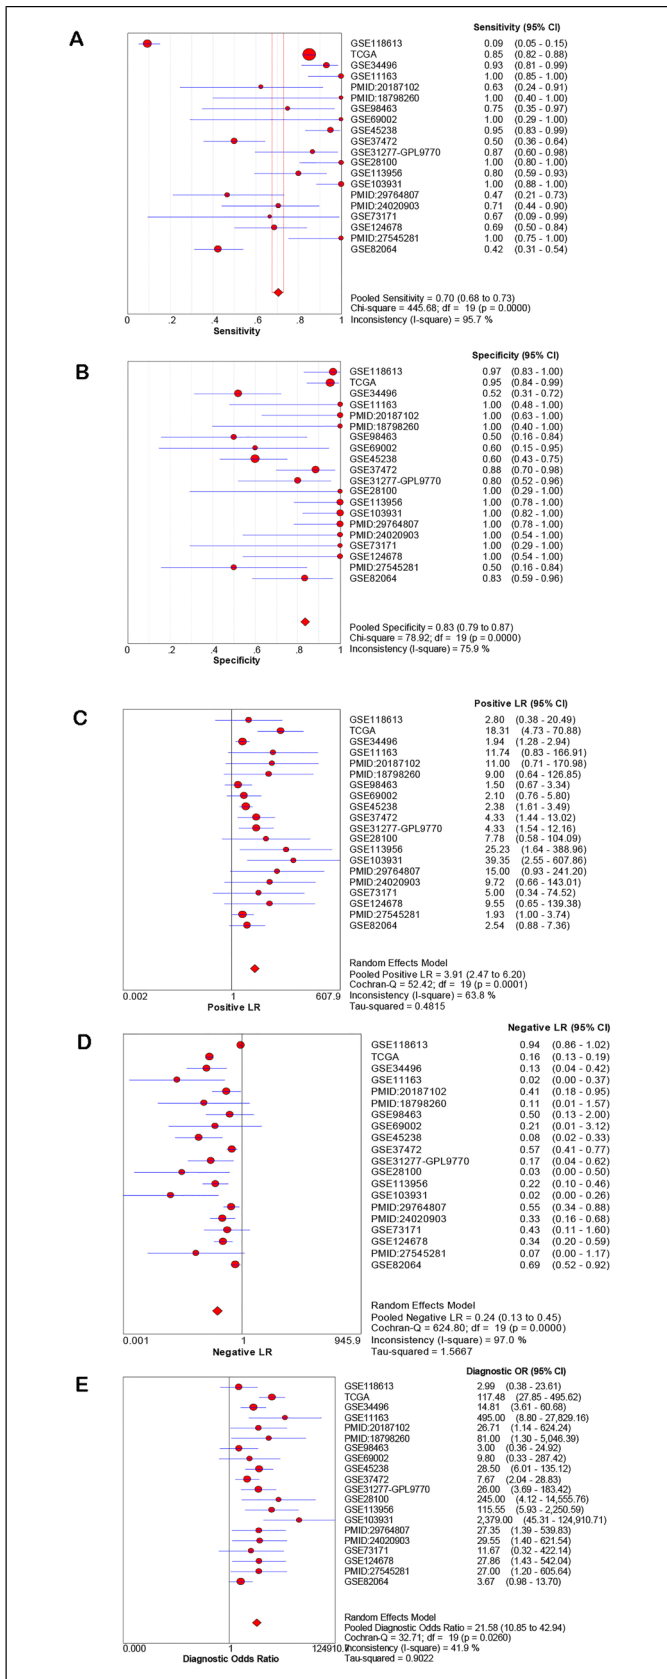 A
Sensitivity (95% CI)
GSE118613 0.09 (0.05 - 0.15)
TCGA 0.85 (0.82 - 0.88)
GSE34496 0.93 (0.81 - 0.99)
GSE11163 1.00 (0.85 - 1.00)
PMID:20187102 0.63 (0.24 - 0.91)
PMID:18798260 1.00 (0.40 - 1.00)
GSE98463 0.75 (0.35 - 0.97)
GSE69002 1.00 (0.29 - 1.00)
GSE45238 0.95 (0.83 - 0.99)
GSE37472 0.50 (0.36 - 0.64)
GSE31277-GPL9770 0.87 (0.60 - 0.98)
GSE28100 1.00 (0.80 - 1.00)
GSE113956 0.80 (0.59 - 0.93)
GSE103931 1.00 (0.88 - 1.00)
PMID:29764807 0.47 (0.21 - 0.73)
PMID:24020903 0.71 (0.44 - 0.90)
GSE73171 0.67 (0.09 - 0.99)
GSE124678 0.69 (0.50 - 0.84)
PMID:27545281 1.00 (0.75 - 1.00)
GSE82064 0.42 (0.31 - 0.54)
Pooled Sensitivity = 0.70 (0.68 to 0.73)
Chi-square = 445.68; df = 19 (p = 0.0000)
Inconsistency (I-square) = 95.7 %
0 .2 .4 .6 .8 1
Sensitivity
B
Specificity (95% CI)
GSE118613 0.97 (0.83 - 1.00)
TCGA 0.95 (0.84 - 0.99)
GSE34496 0.52 (0.31 - 0.72)
GSE11163 1.00 (0.48 - 1.00)
PMID:20187102 1.00 (0.63 - 1.00)
PMID:18798260 1.00 (0.40 - 1.00)
GSE98463 0.50 (0.16 - 0.84)
GSE69002 0.60 (0.15 - 0.95)
GSE45238 0.60 (0.43 - 0.75)
GSE37472 0.88 (0.70 - 0.98)
GSE31277-GPL9770 0.80 (0.52 - 0.96)
GSE28100 1.00 (0.29 - 1.00)
GSE113956 1.00 (0.78 - 1.00)
GSE103931 1.00 (0.82 - 1.00)
PMID:29764807 1.00 (0.78 - 1.00)
PMID:24020903 1.00 (0.54 - 1.00)
GSE73171 1.00 (0.29 - 1.00)
GSE124678 1.00 (0.54 - 1.00)
PMID:27545281 0.50 (0.16 - 0.84)
GSE82064 0.83 (0.59 - 0.96)
Pooled Specificity = 0.83 (0.79 to 0.87)
Chi-square = 78.92; df = 19 (p = 0.0000)
Inconsistency (I-square) = 75.9 %
0 .2 .4 .6 .8 1
Specificity
C
Positive LR (95% CI)
GSE118613 2.80 (0.38 - 20.49)
TCGA 18.31 (4.73 - 70.88)
GSE34496 1.94 (1.28 - 2.94)
GSE11163 11.74 (0.83 - 166.91)
PMID:20187102 11.00 (0.71 - 170.98)
PMID:18798260 9.00 (0.64 - 126.85)
GSE98463 1.50 (0.67 - 3.34)
GSE69002 2.10 (0.76 - 5.80)
GSE45238 2.38 (1.61 - 3.49)
GSE37472 4.33 (1.44 - 13.02)
GSE31277-GPL9770 4.33 (1.54 - 12.16)
GSE28100 7.78 (0.58 - 104.09)
GSE113956 25.23 (1.64 - 388.96)
GSE103931 39.35 (2.55 - 607.86)
PMID:29764807 15.00 (0.93 - 241.20)
PMID:24020903 9.72 (0.66 - 143.01)
GSE73171 5.00 (0.34 - 74.52)
GSE124678 9.55 (0.65 - 139.38)
PMID:27545281 1.93 (1.00 - 3.74)
GSE82064 2.54 (0.88 - 7.36)
Random Effects Model
Pooled Positive LR = 3.91 (2.47 to 6.20)
Cochran-Q = 52.42; df = 19 (p = 0.0001)
Inconsistency (I-square) = 63.8 %
Tau-squared = 0.4815
0.002 1 607.9
Positive LR
D
Negative LR (95% CI)
GSE118613 0.94 (0.86 - 1.02)
TCGA 0.16 (0.13 - 0.19)
GSE34496 0.13 (0.04 - 0.42)
GSE11163 0.02 (0.00 - 0.37)
PMID:20187102 0.41 (0.18 - 0.95)
PMID:18798260 0.11 (0.01 - 1.57)
GSE98463 0.50 (0.13 - 2.00)
GSE69002 0.21 (0.01 - 3.12)
GSE45238 0.08 (0.02 - 0.33)
GSE37472 0.57 (0.41 - 0.77)
GSE31277-GPL9770 0.17 (0.04 - 0.62)
GSE28100 0.03 (0.00 - 0.50)
GSE113956 0.22 (0.10 - 0.46)
GSE103931 0.02 (0.00 - 0.26)
PMID:29764807 0.55 (0.34 - 0.88)
PMID:24020903 0.33 (0.16 - 0.68)
GSE73171 0.43 (0.11 - 1.60)
GSE124678 0.34 (0.20 - 0.59)
PMID:27545281 0.07 (0.00 - 1.17)
GSE82064 0.69 (0.52 - 0.92)
Random Effects Model
Pooled Negative LR = 0.24 (0.13 to 0.45)
Cochran-Q = 624.80; df = 19 (p = 0.0000)
Inconsistency (I-square) = 97.0 %
Tau-squared = 1.5667
0.001 1 945.9
Negative LR
E
Diagnostic OR (95% CI)
GSE118613 2.99 (0.38 - 23.61)
TCGA 117.48 (27.85 - 495.62)
GSE34496 14.81 (3.61 - 60.68)
GSE11163 495.00 (8.80 - 27,829.16)
PMID:20187102 26.71 (1.14 - 624.24)
PMID:18798260 81.00 (1.30 - 5,046.39)
GSE98463 3.00 (0.36 - 24.92)
GSE69002 9.80 (0.33 - 287.42)
GSE45238 28.50 (6.01 - 135.12)
GSE37472 7.67 (2.04 - 28.83)
GSE31277-GPL9770 26.00 (3.69 - 183.42)
GSE28100 245.00 (4.12 - 14,555.76)
GSE113956 115.55 (5.93 - 2,250.59)
GSE103931 2,379.00 (45.31 - 124,910.71)
PMID:29764807 27.35 (1.39 - 539.83)
PMID:24020903 29.55 (1.40 - 621.54)
GSE73171 11.67 (0.32 - 422.14)
GSE124678 27.86 (1.43 - 542.04)
PMID:27545281 27.00 (1.20 - 605.64)
GSE82064 3.67 (0.98 - 13.70)
Random Effects Model
Pooled Diagnostic Odds Ratio = 21.58 (10.85 to 42.94)
Cochran-Q = 32.71; df = 19 (p = 0.0260)
Inconsistency (I-square) = 41.9 %
Tau-squared = 0.9022
0.000 1 124910.7
Diagnostic Odds Ratio